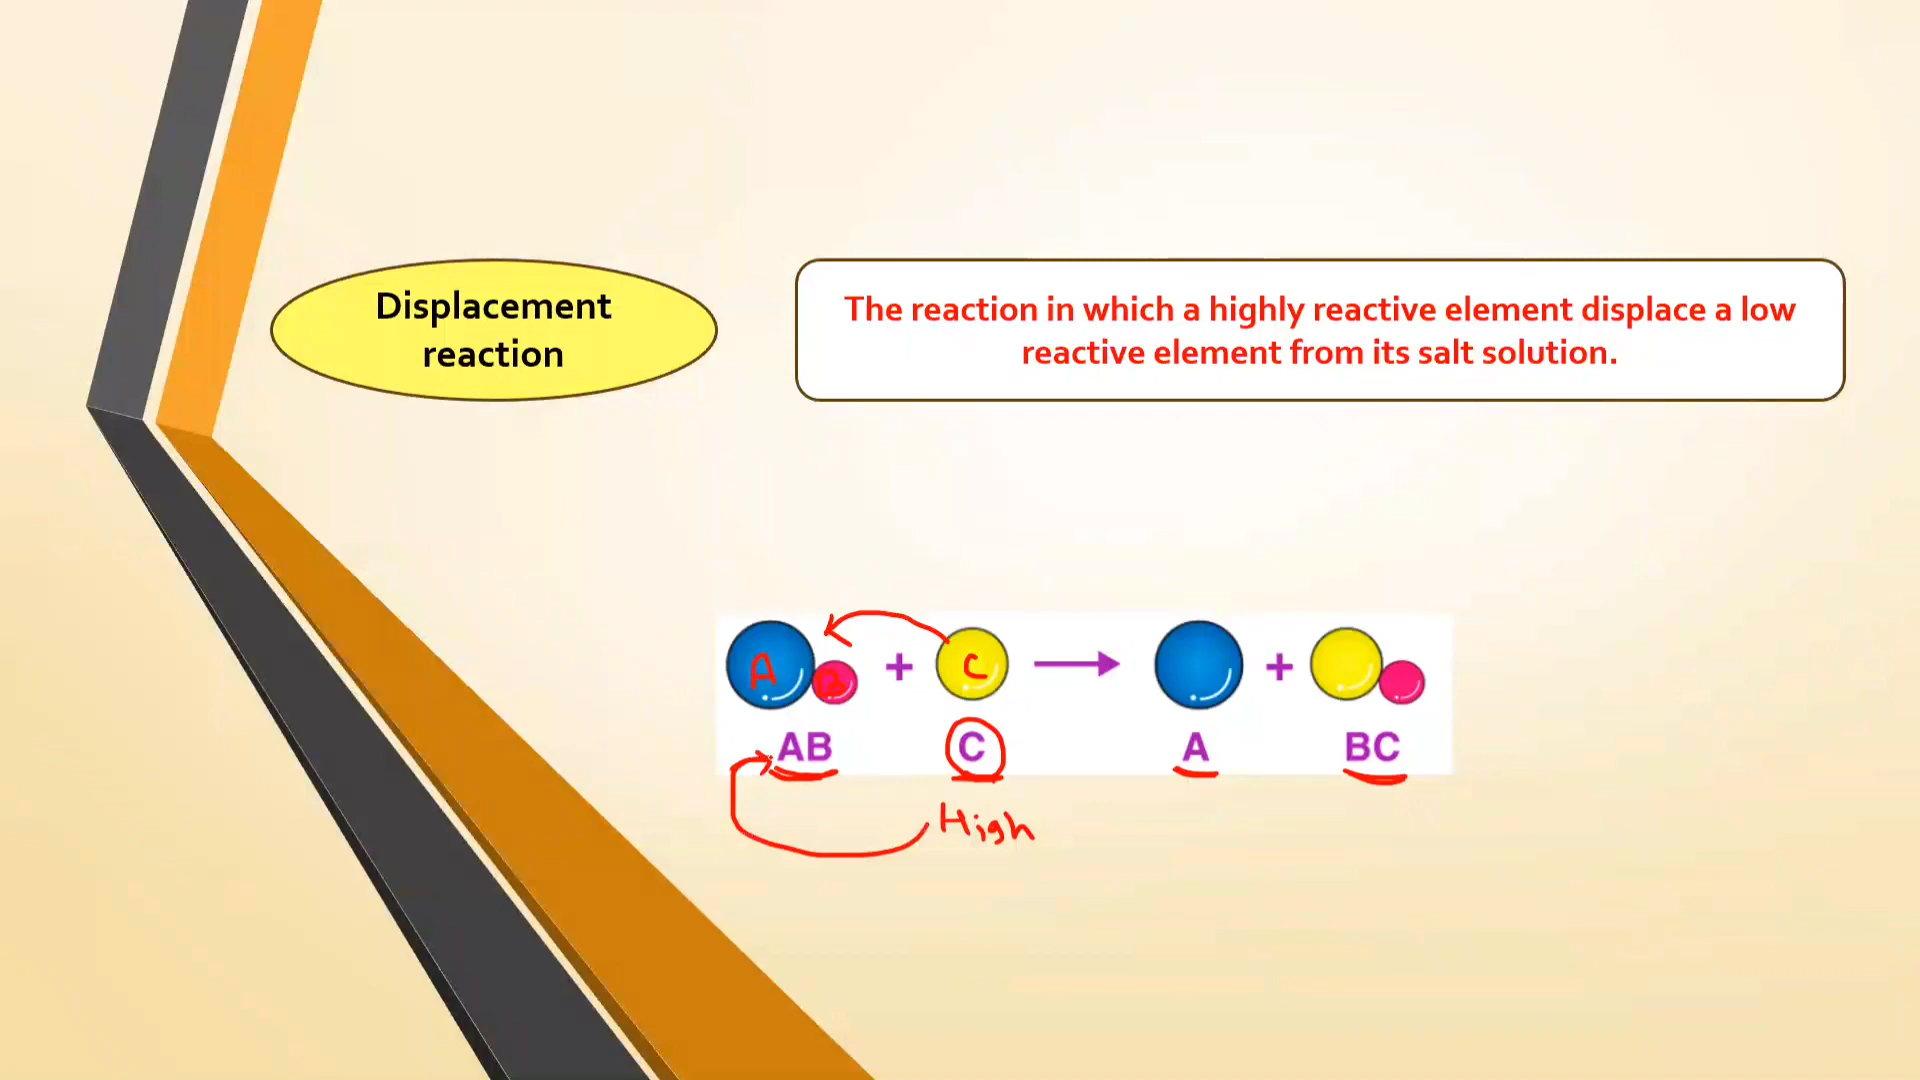 Displacement
reaction
The reaction in which a highly reactive element displace a low
reactive element from its salt solution.
A B + C + 
AB C A BC
High